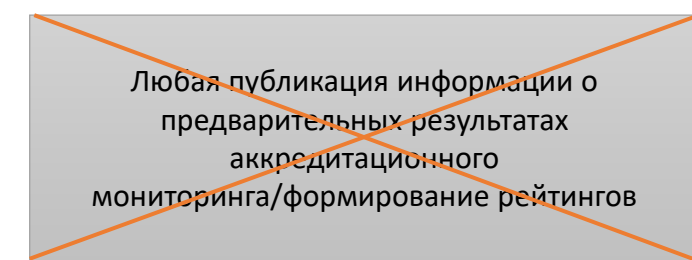 Любая публикация информации о
предварительных результатах
аккредитационного
мониторинга/формирование рейтингов